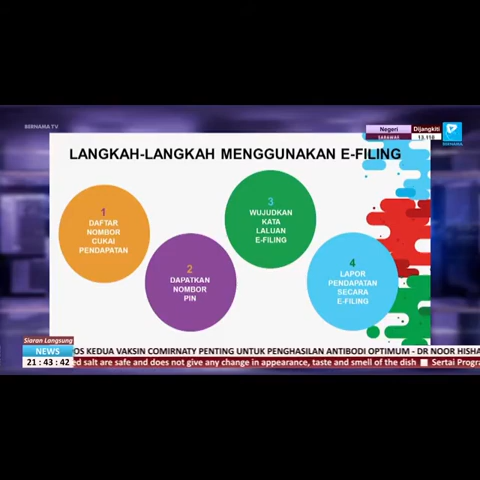 BERNAMA TV
Negeri Dijangkiti
SARAWAK 13,118
BERNAMA
LANGKAH-LANGKAH MENGGUNAKAN E-FILING
1
DAFTAR
NOMBOR
CUKAI
PENDAPATAN
2
DAPATKAN
NOMBOR
PIN
3
WUJUDKAN
KATA
LALUAN
E-FILING
4
LAPOR
PENDAPATAN
SECARA
E-FILING
Siaran Langsung
NEWS
OS KEDUA VAKSIN COMIRNATY PENTING UNTUK PENGHASILAN ANTIBODI OPTIMUM - DR NOOR HISHA
21:43:42
ed salt are safe and does not give any change in appearance, taste and smell of the dish Sertai Progra